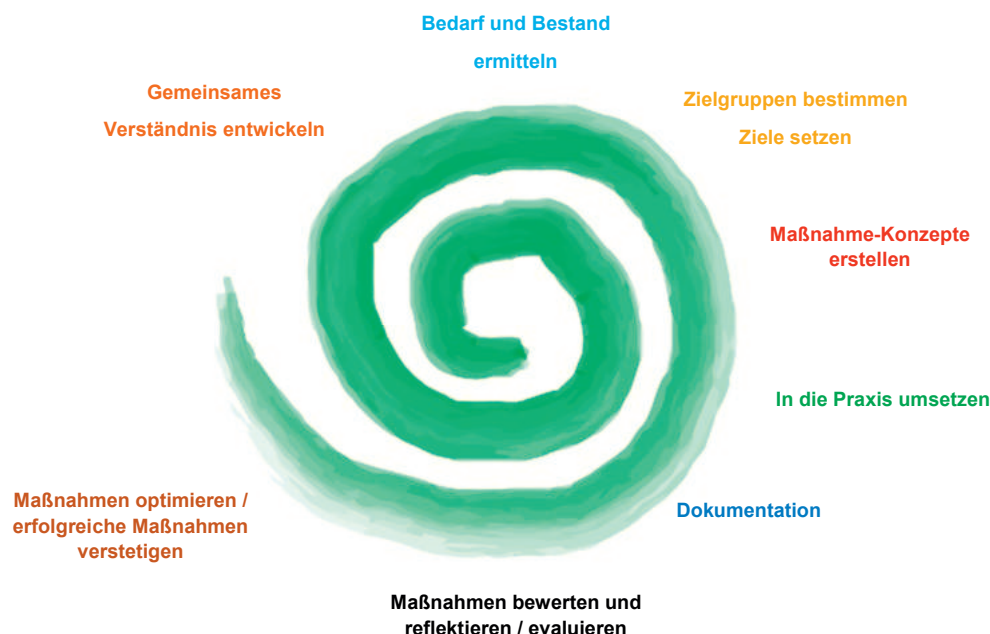 Bedarf und Bestand
ermitteln
Gemeinsames
Verständnis entwickeln
Zielgruppen bestimmen
Ziele setzen
Maßnahme-Konzepte
erstellen
In die Praxis umsetzen
Dokumentation
Maßnahmen optimieren /
erfolgreiche Maßnahmen
verstetigen
Maßnahmen bewerten und
reflektieren / evaluieren